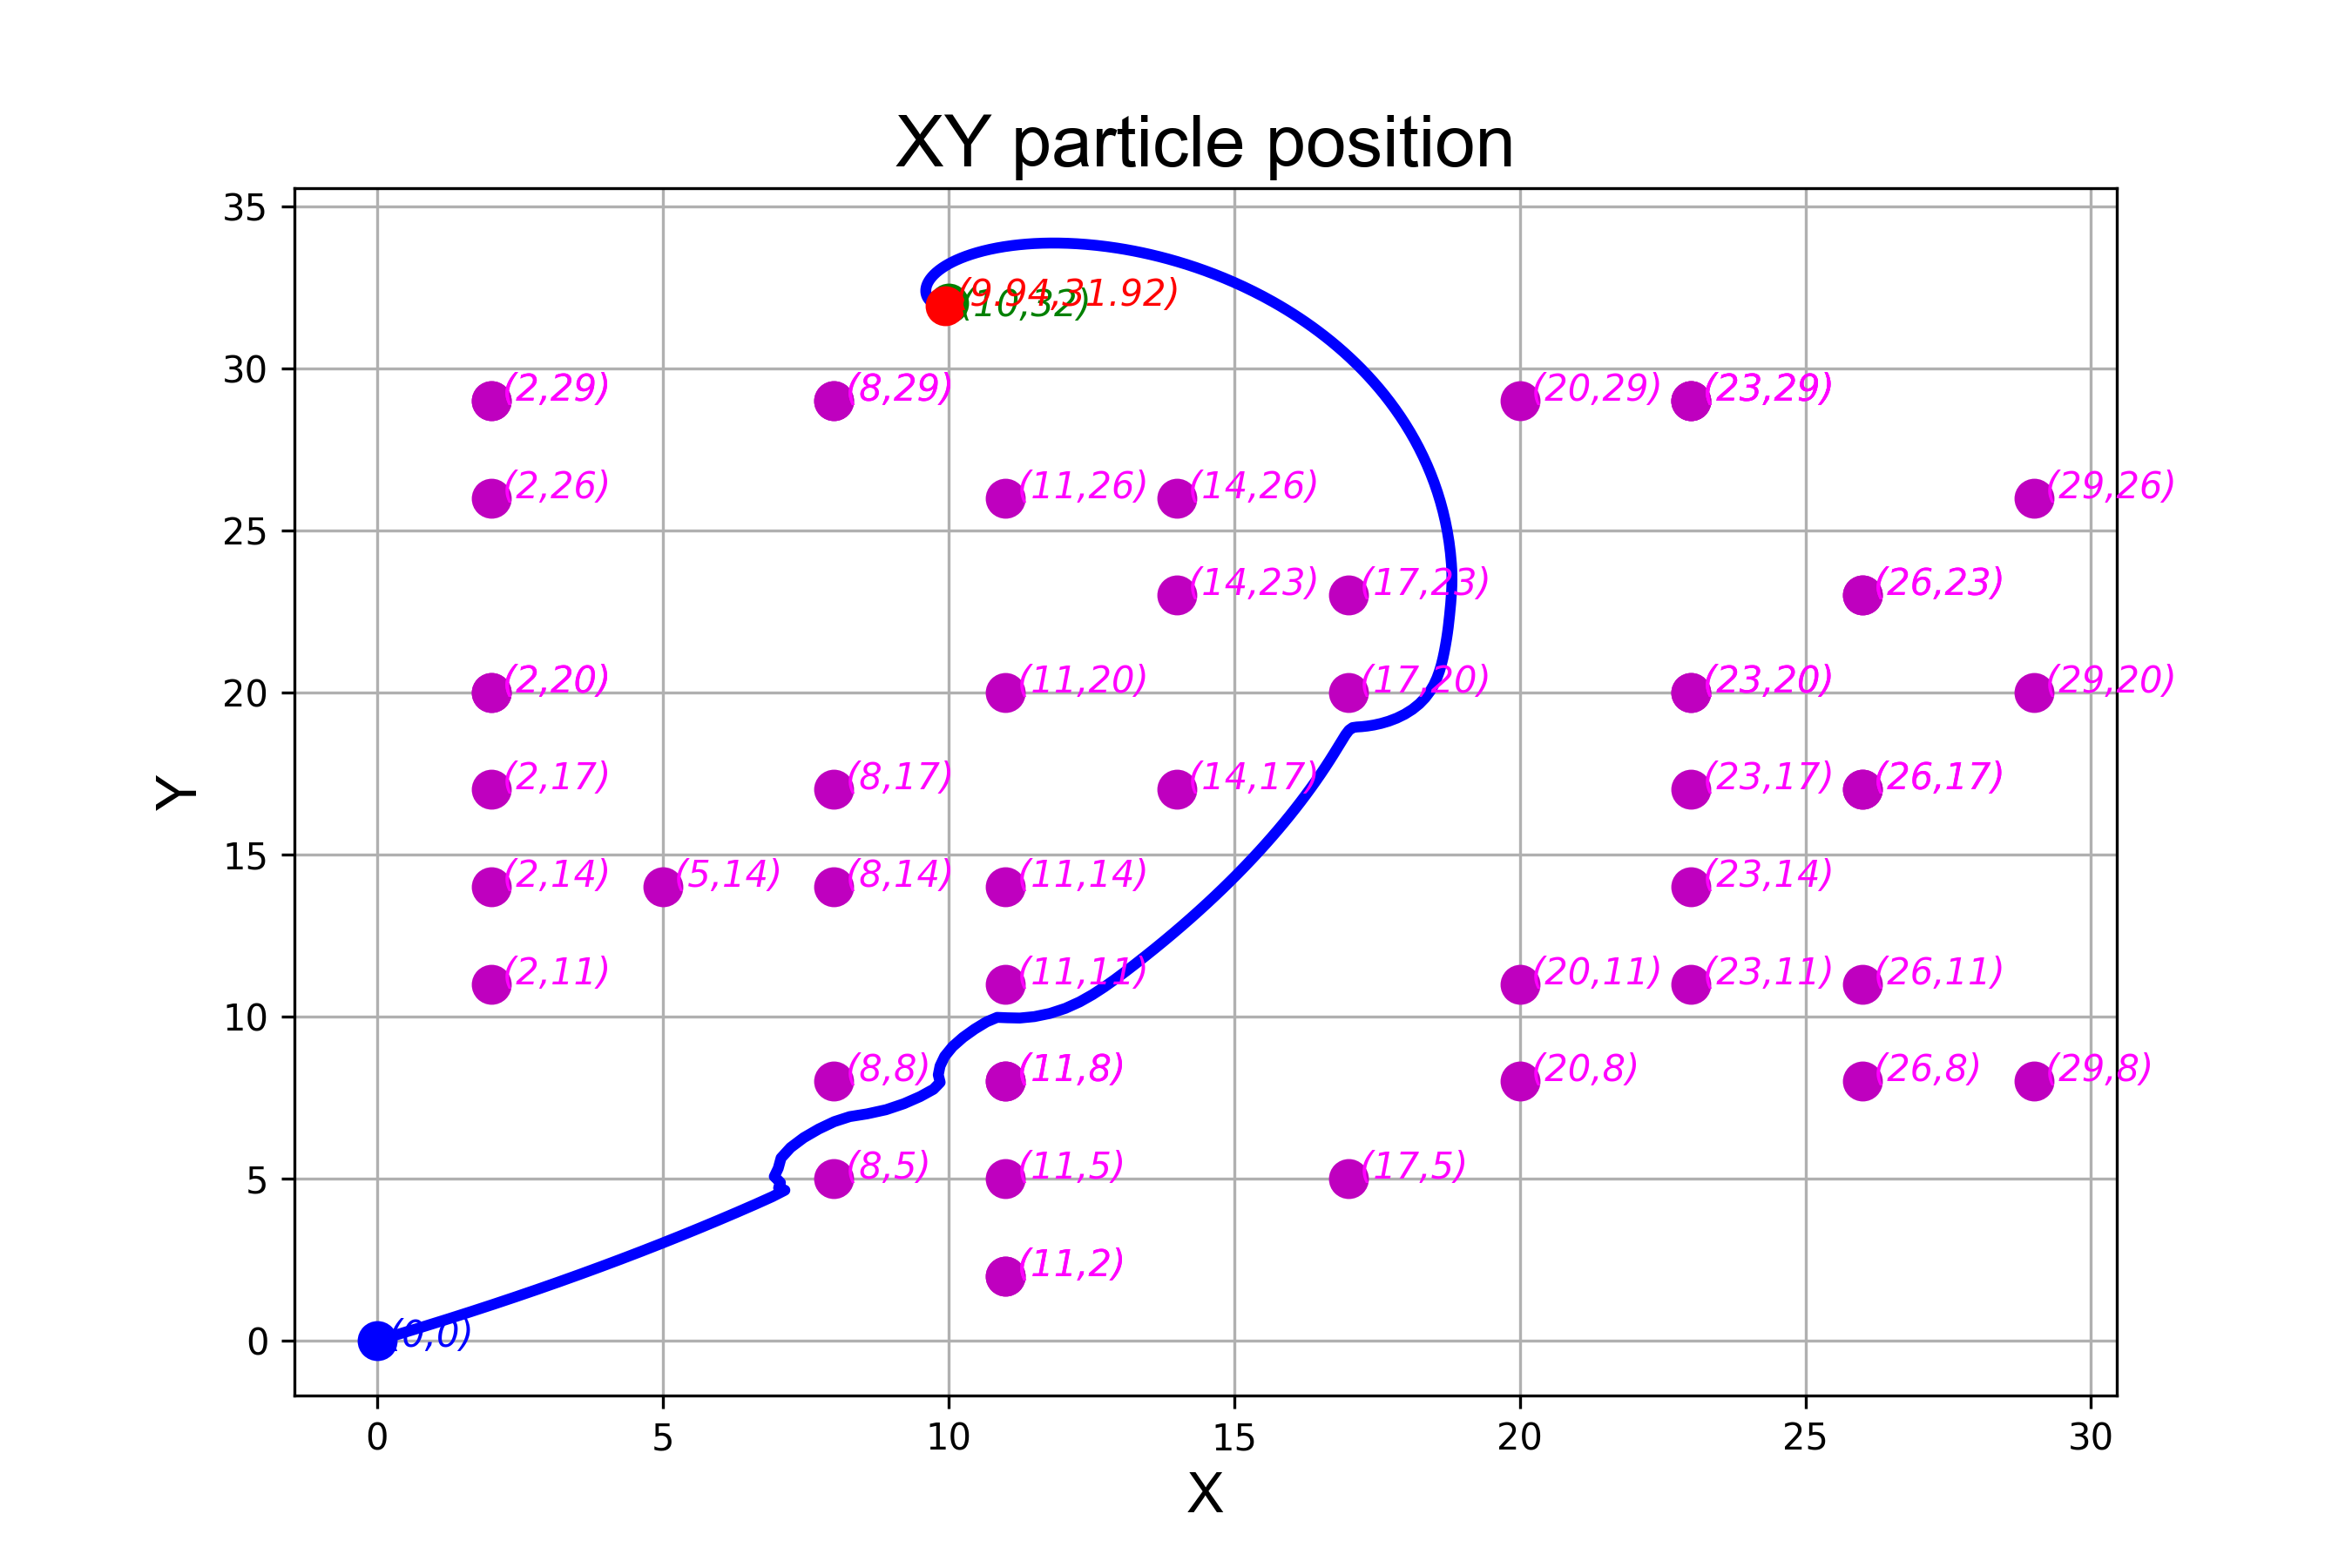 XY particle position
35
(9.94,31.92)
(10,32)
30
(2,29) (8,29) (20,29) (23,29)
(2,26) (11,26) (14,26) (29,26)
25
(14,23) (17,23) (26,23)
20 (2,20) (11,20) (17,20) (23,20) (29,20)
(2,17) (8,17) (14,17) (23,17) (26,17)
Y
15
(2,14) (5,14) (8,14) (11,14) (23,14)
(2,11) (11,11) (20,11) (23,11) (26,11)
10
(8,8) (11,8) (20,8) (26,8) (29,8)
5 (8,5) (11,5) (17,5)
(11,2)
0 (0,0)
0 5 10 15 20 25 30
X